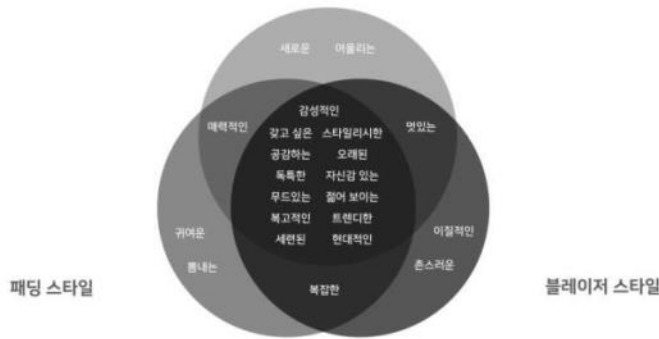 새로운 어울리는
감성적인
매력적인 갖고 싶은 스타일리시한 멋있는
공감하는 오래된
독특한 자신감 있는
무드있는 젊어 보이는
복고적인 트렌디한
귀여운 이질적인
세련된 현대적인
뽐내는 촌스러운
패딩 스타일 복잡한 블레이저 스타일